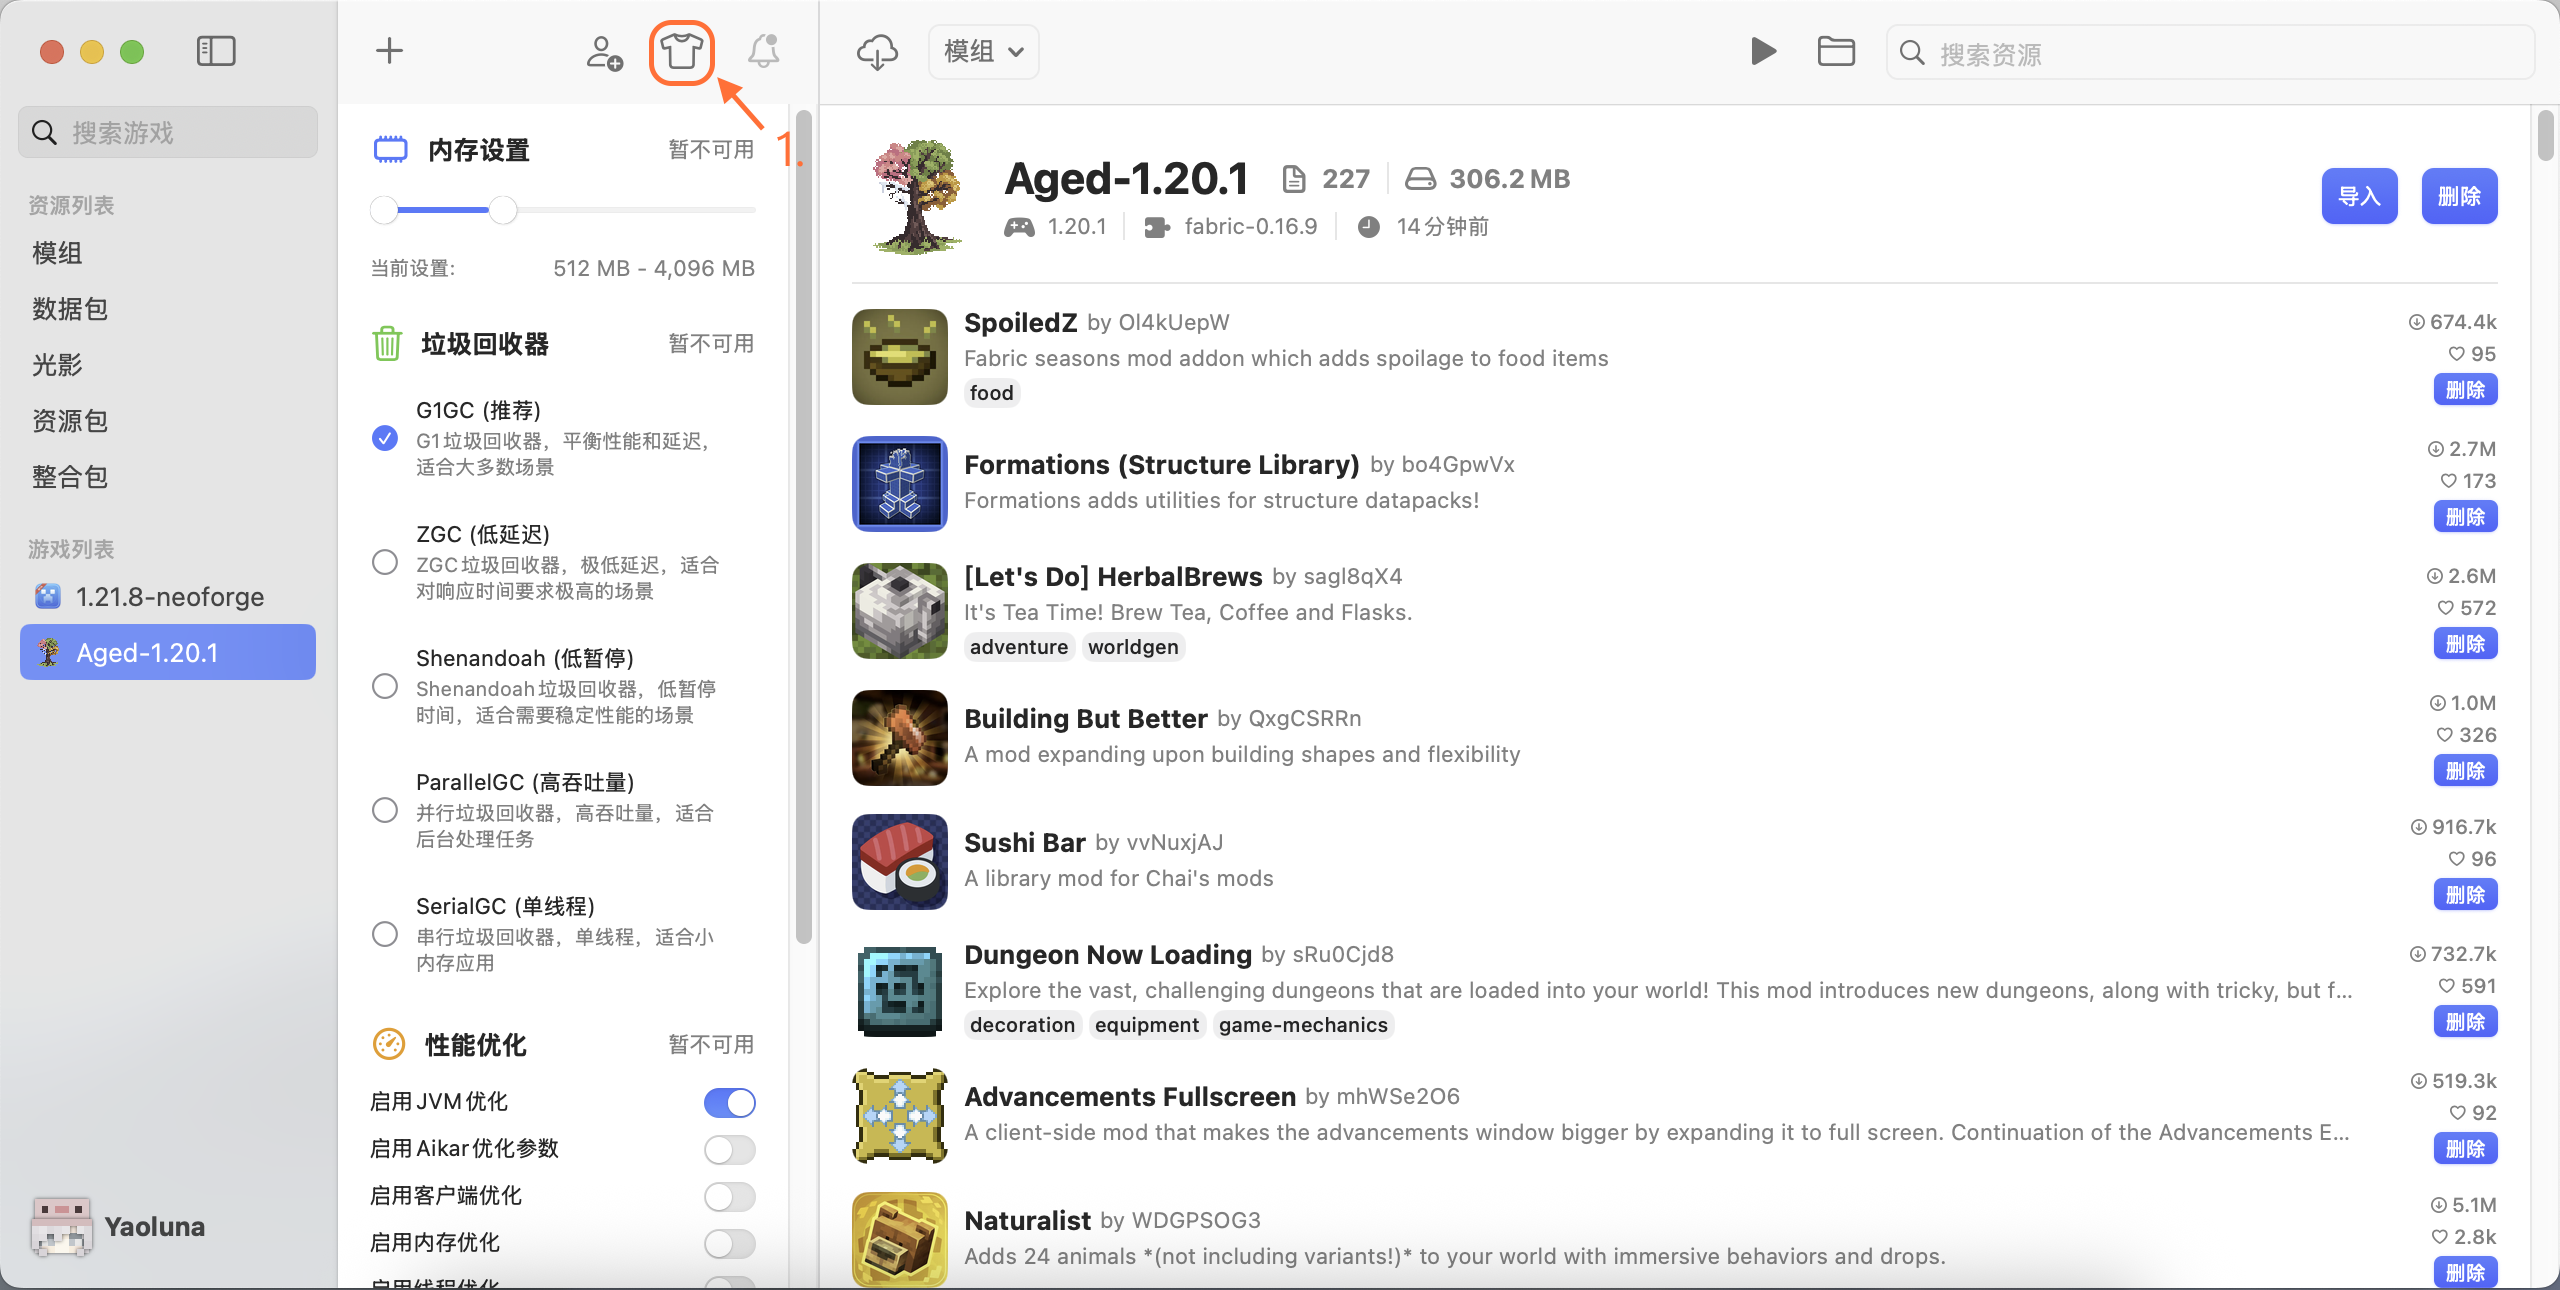 搜索游戏
资源列表
模组
数据包
光影
资源包
整合包
游戏列表
1.21.8-neoforge
Aged-1.20.1
Yaoluna
1.
内存设置
暂不可用
当前设置:
512 MB - 4,096 MB
垃圾回收器
暂不可用
G1GC (推荐)
G1垃圾回收器，平衡性能和延迟，
适合大多数场景
ZGC (低延迟)
ZGC垃圾回收器，极低延迟，适合
对响应时间要求极高的场景
Shenandoah (低暂停)
Shenandoah垃圾回收器，低暂停
时间，适合需要稳定性能的场景
ParallelGC (高吞吐量)
并行垃圾回收器，高吞吐量，适合
后台处理任务
SerialGC (单线程)
串行垃圾回收器，单线程，适合小
内存应用
性能优化
暂不可用
启用JVM优化
启用Aikar优化参数
启用客户端优化
启用内存优化
启用线程优化
模组
搜索资源
Aged-1.20.1
227
306.2 MB
1.20.1
fabric-0.16.9
14分钟前
导入
删除
SpoiledZ by Ol4kUepW
Fabric seasons mod addon which adds spoilage to food items
food
674.4k
95
删除
Formations (Structure Library) by bo4GpwVx
Formations adds utilities for structure datapacks!
2.7M
173
删除
[Let's Do] HerbalBrews by sagl8qX4
It's Tea Time! Brew Tea, Coffee and Flasks.
adventure worldgen
2.6M
572
删除
Building But Better by QxgCSRRn
A mod expanding upon building shapes and flexibility
1.0M
326
删除
Sushi Bar by vvNuxjAJ
A library mod for Chai's mods
916.7k
96
删除
Dungeon Now Loading by sRu0Cjd8
Explore the vast, challenging dungeons that are loaded into your world! This mod introduces new dungeons, along with tricky, but f...
decoration equipment game-mechanics
732.7k
591
删除
Advancements Fullscreen by mhWSe2O6
A client-side mod that makes the advancements window bigger by expanding it to full screen. Continuation of the Advancements E...
519.3k
92
删除
Naturalist by WDGPSOG3
Adds 24 animals *(not including variants!)* to your world with immersive behaviors and drops.
5.1M
2.8k
删除